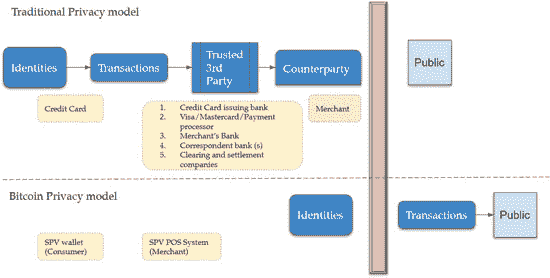 Traditional Privacy model
Identities
Transactions
Trusted
3rd
Party
Counterparty
Public
Credit Card
1. Credit Card issuing bank
2. Visa/Mastercard/Payment
processor
3. Merchant's Bank
4. Correspondent bank (s)
5. Clearing and settlement
companies
Merchant
Bitcoin Privacy model
Identities
Transactions
Public
SPV wallet
(Consumer)
SPV POS System
(Merchant)